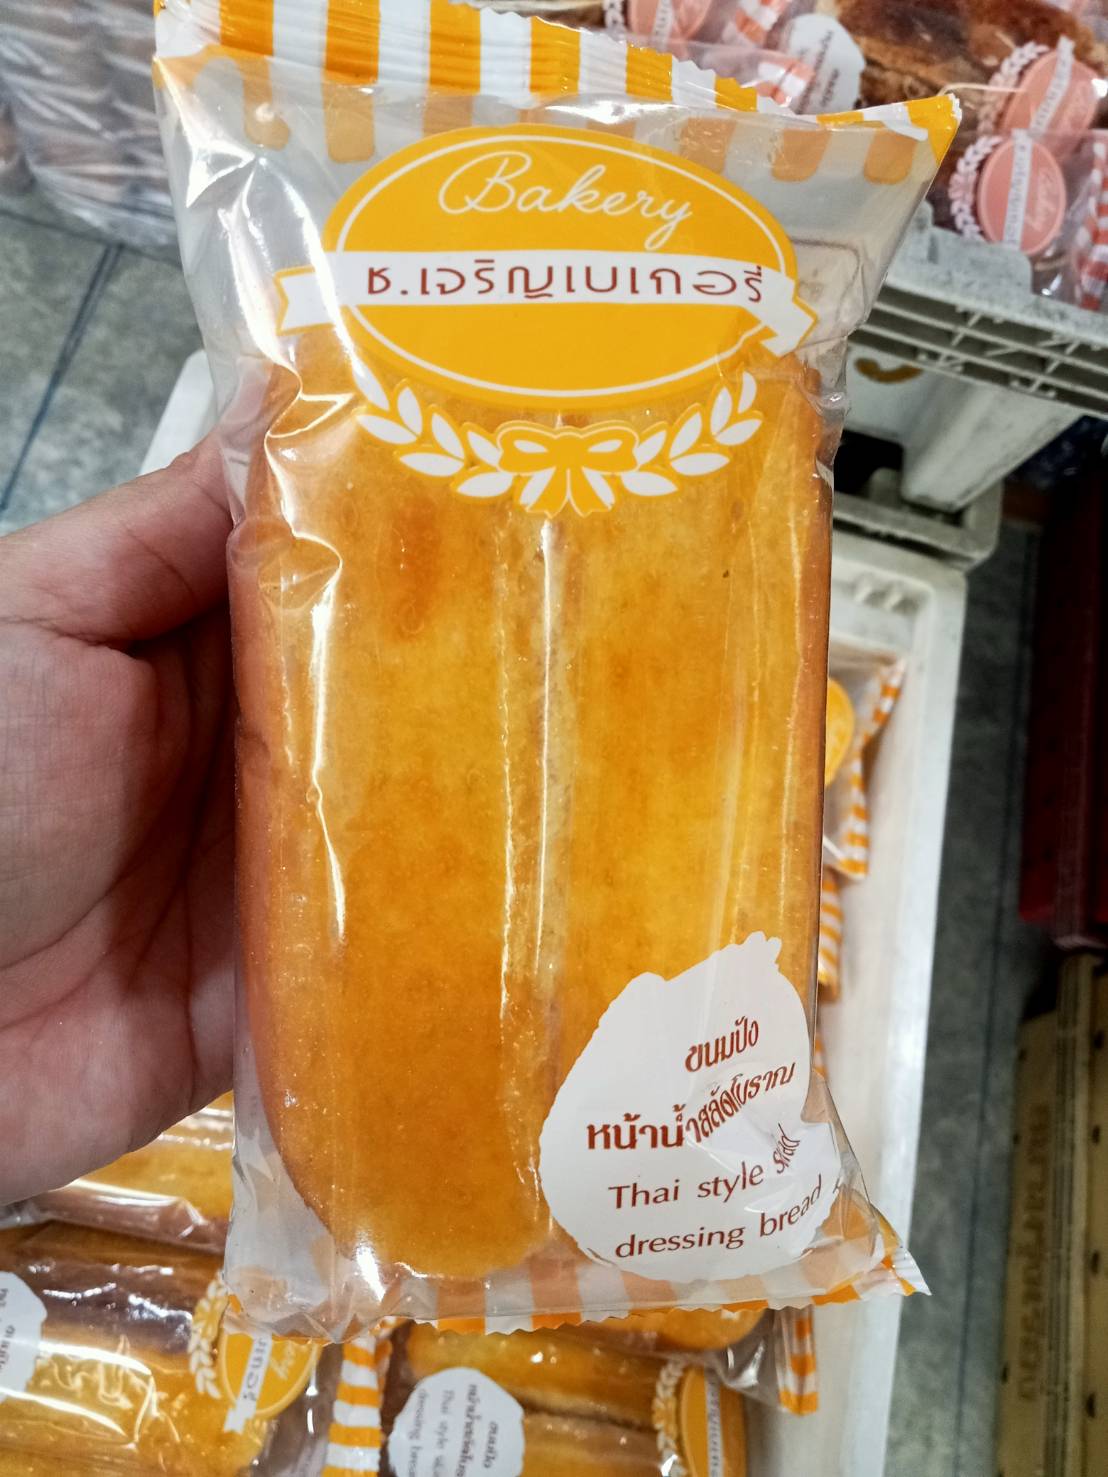 Bakery
ช.เจริญเบเกอรี่
ขนมปัง
หน้าน้ำสลัดโบราณ
Thai style salad
dressing bread